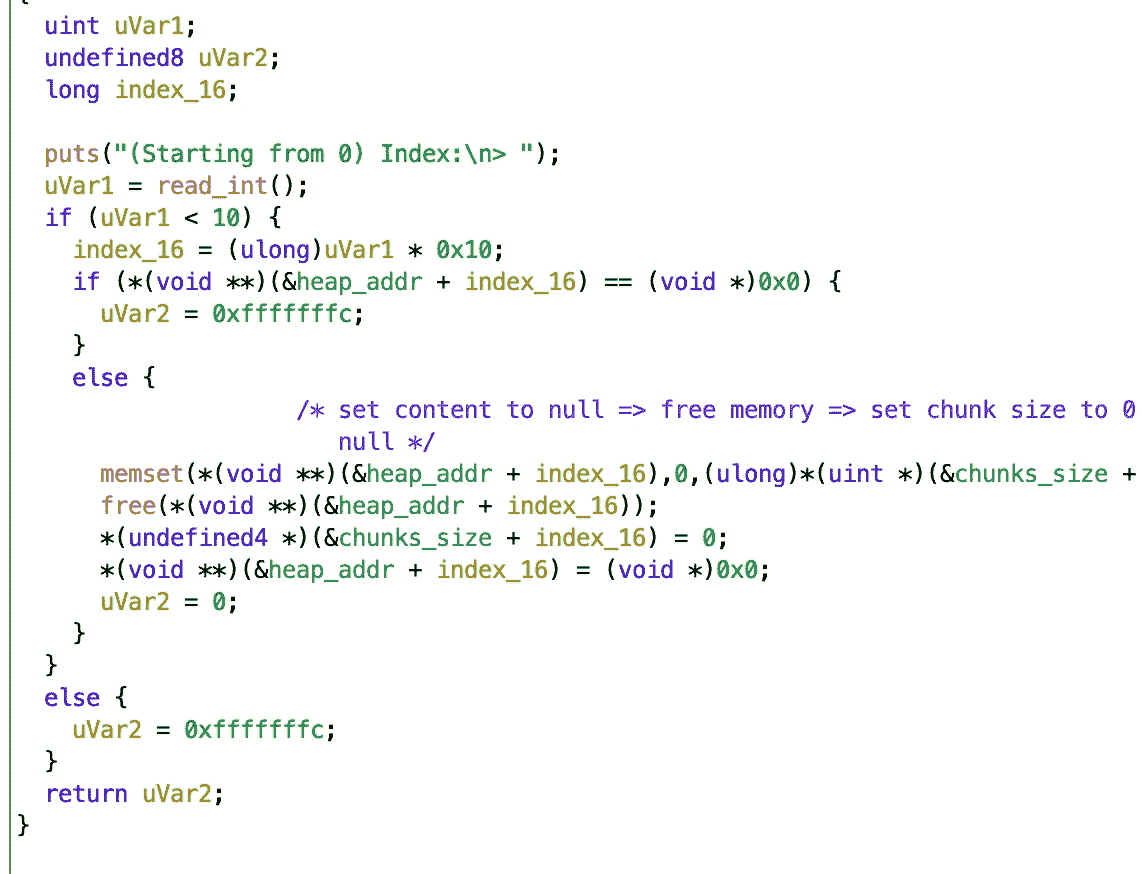 {
  uint uVar1;
  undefined8 uVar2;
  long index_16;

  puts("(Starting from 0) Index:\n> ");
  uVar1 = read_int();
  if (uVar1 < 10) {
    index_16 = (ulong)uVar1 * 0x10;
    if (*(void **)(&heap_addr + index_16) == (void *)0x0) {
      uVar2 = 0xfffffffc;
    }
    else {
                    /* set content to null => free memory => set chunk size to 0
                       null */
      memset(*(void **)(&heap_addr + index_16),0,(ulong)*(uint *)(&chunks_size +
      free(*(void **)(&heap_addr + index_16));
      *(undefined4 *)(&chunks_size + index_16) = 0;
      *(void **)(&heap_addr + index_16) = (void *)0x0;
      uVar2 = 0;
    }
  }
  else {
    uVar2 = 0xfffffffc;
  }
  return uVar2;
}